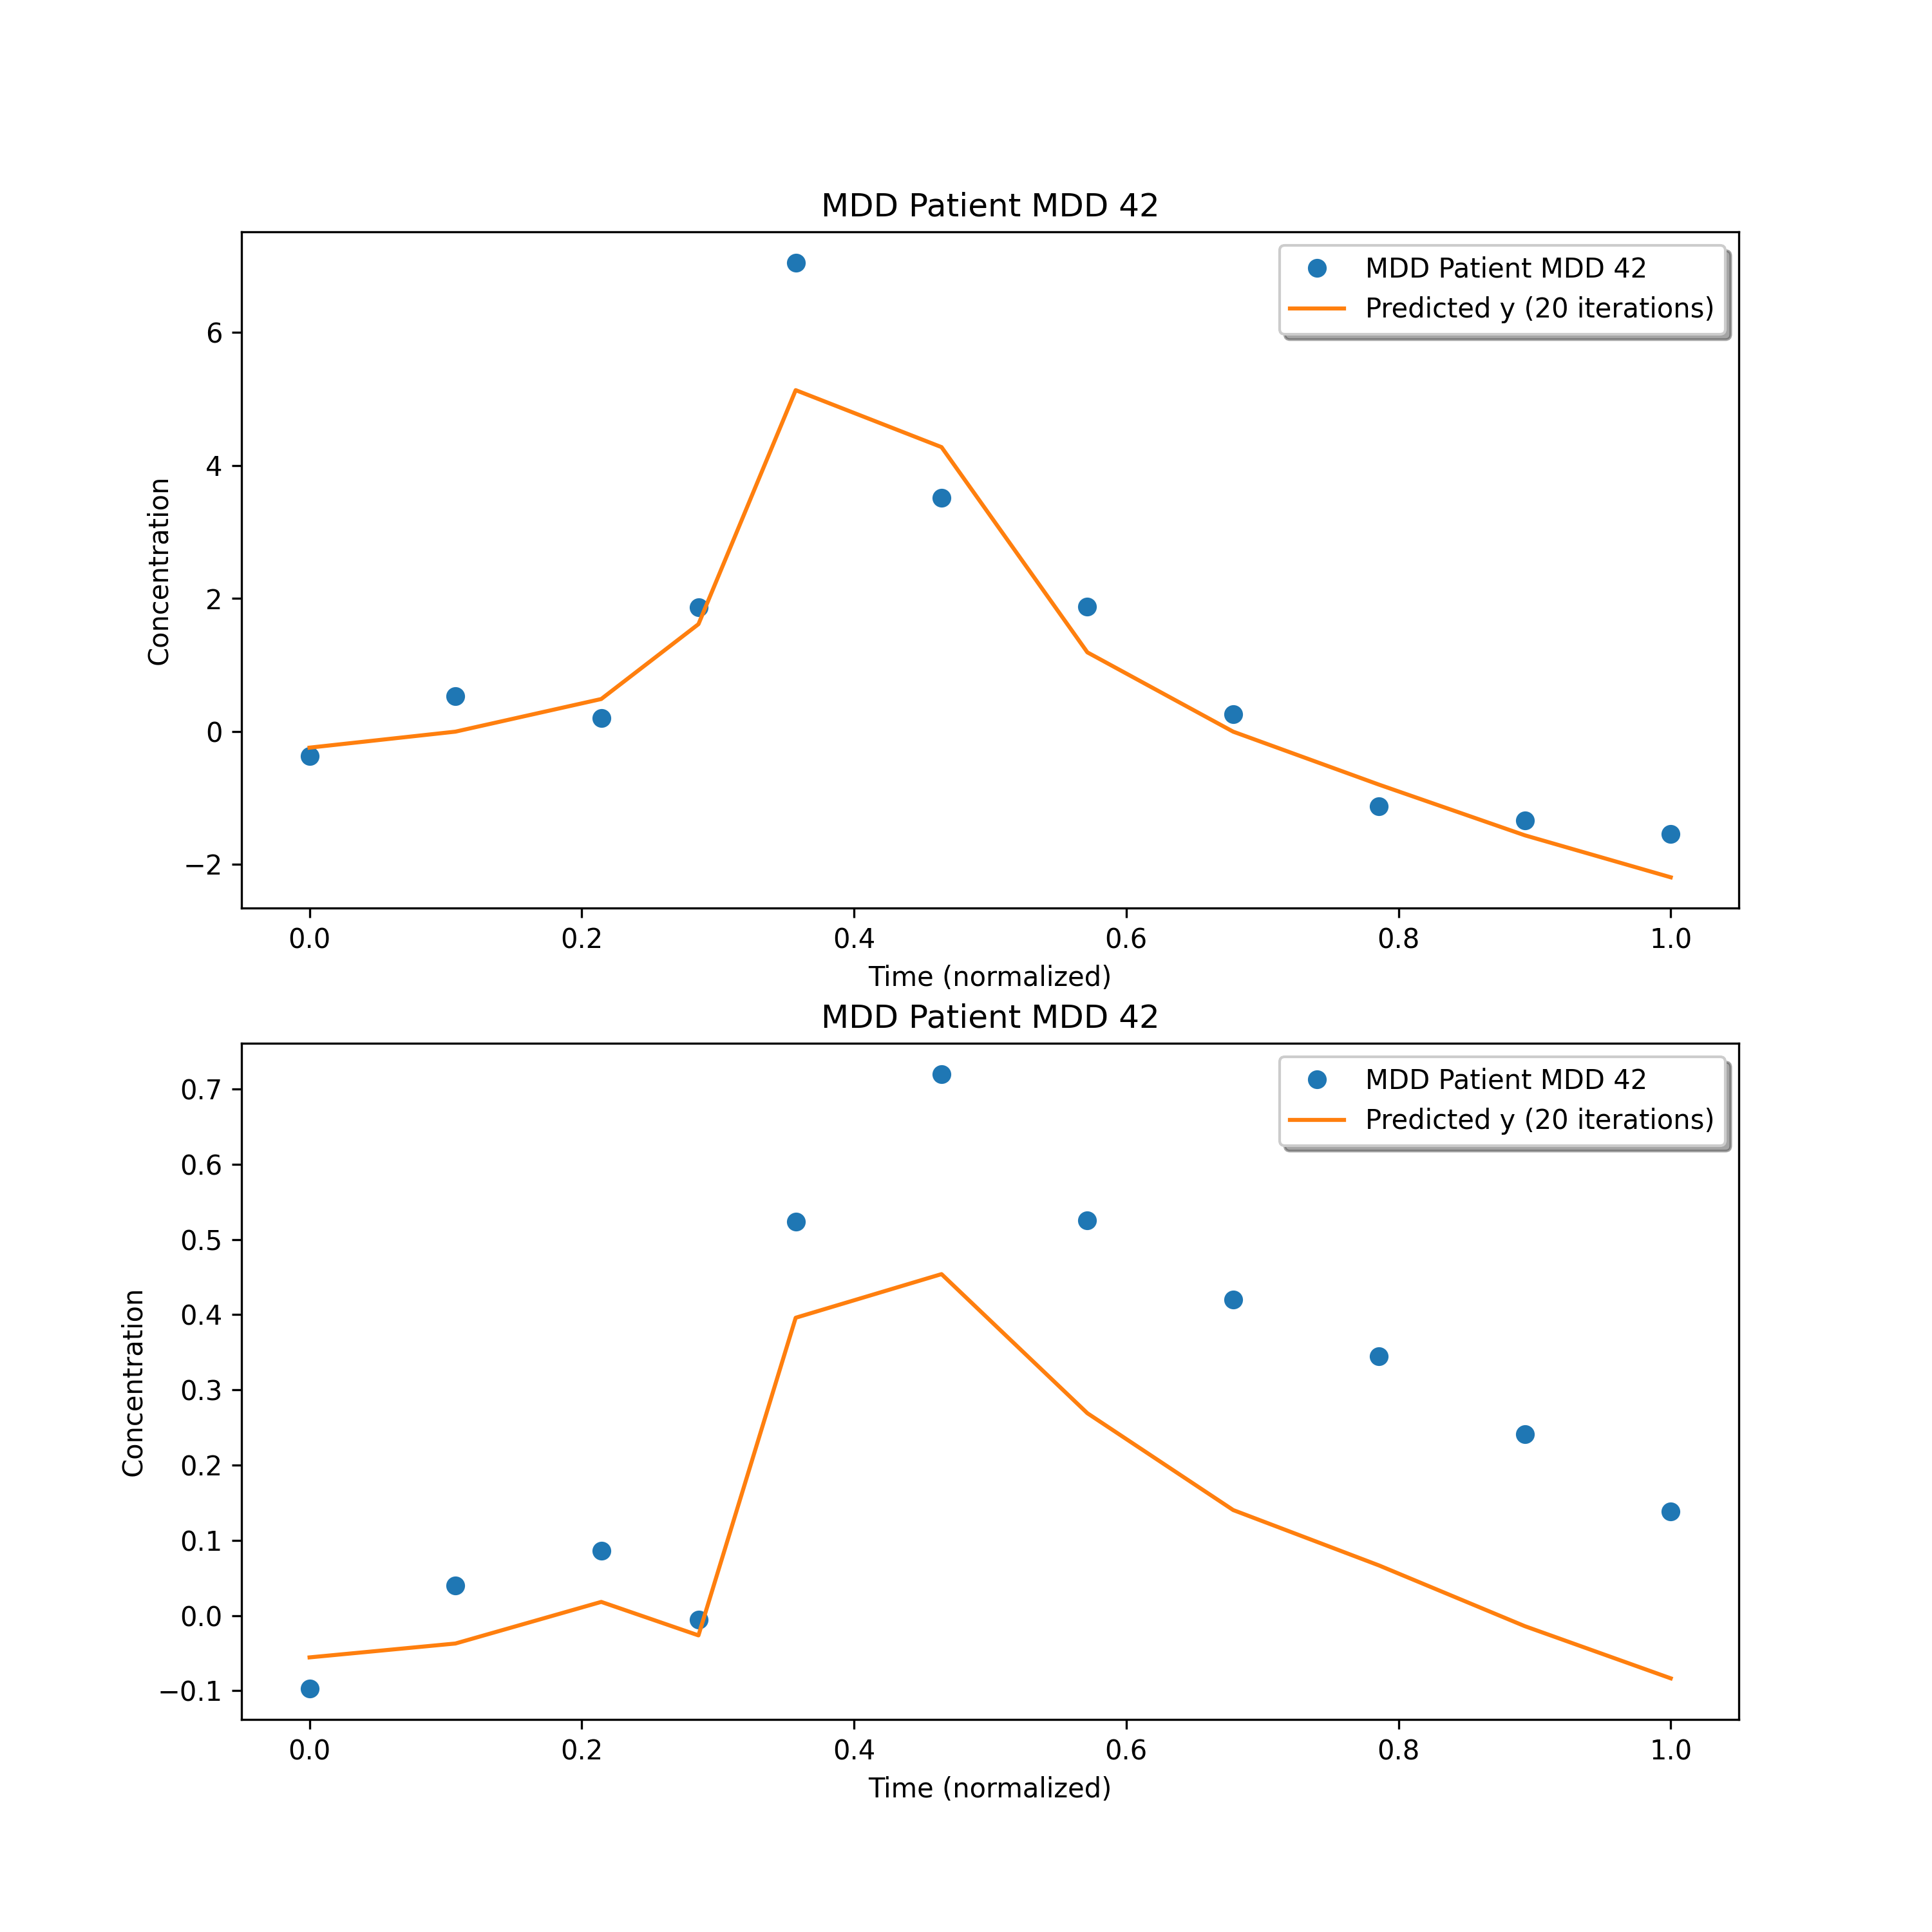 MDD Patient MDD 42
MDD Patient MDD 42
Predicted y (20 iterations)
6
4
2
0
−2
Concentration
0.0 0.2 0.4 0.6 0.8 1.0
Time (normalized)
MDD Patient MDD 42
MDD Patient MDD 42
Predicted y (20 iterations)
0.7
0.6
0.5
0.4
0.3
0.2
0.1
0.0
−0.1
Concentration
0.0 0.2 0.4 0.6 0.8 1.0
Time (normalized)